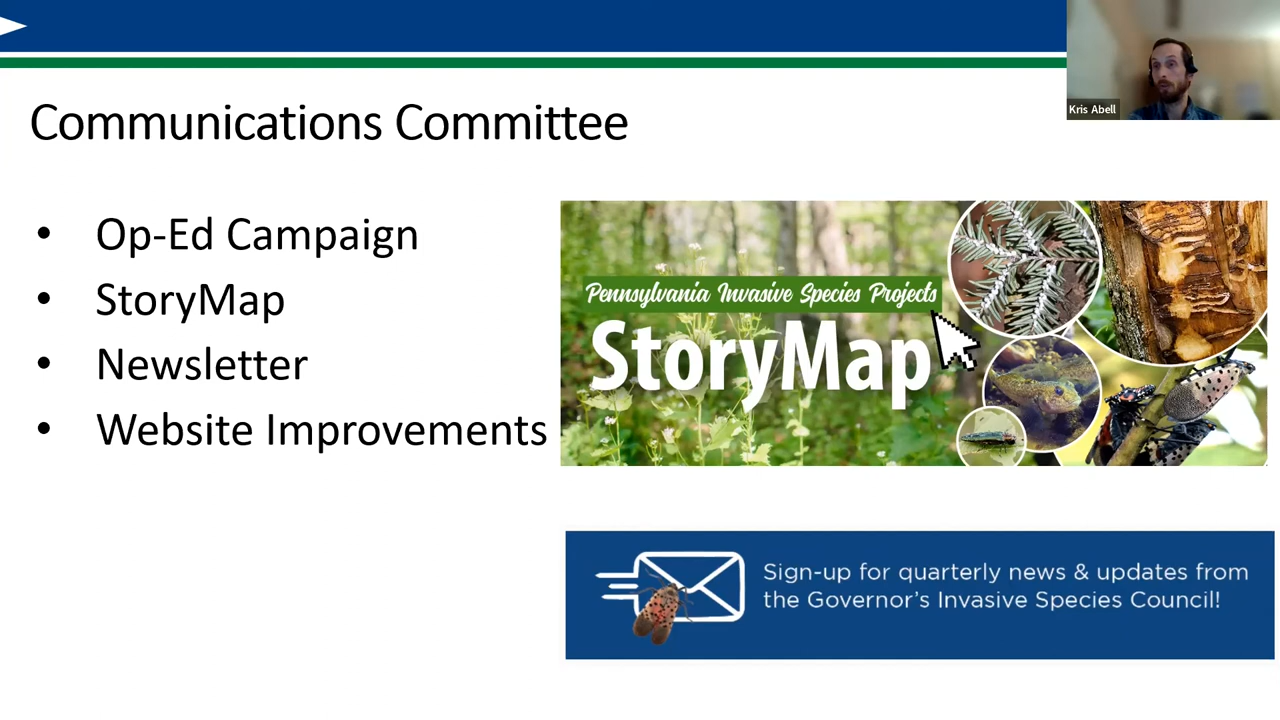 Kris Abell
Communications Committee
• Op-Ed Campaign
• StoryMap
• Newsletter
• Website Improvements
Pennsylvania Invasive Species Projects
StoryMap
Sign-up for quarterly news & updates from
the Governor's Invasive Species Council!